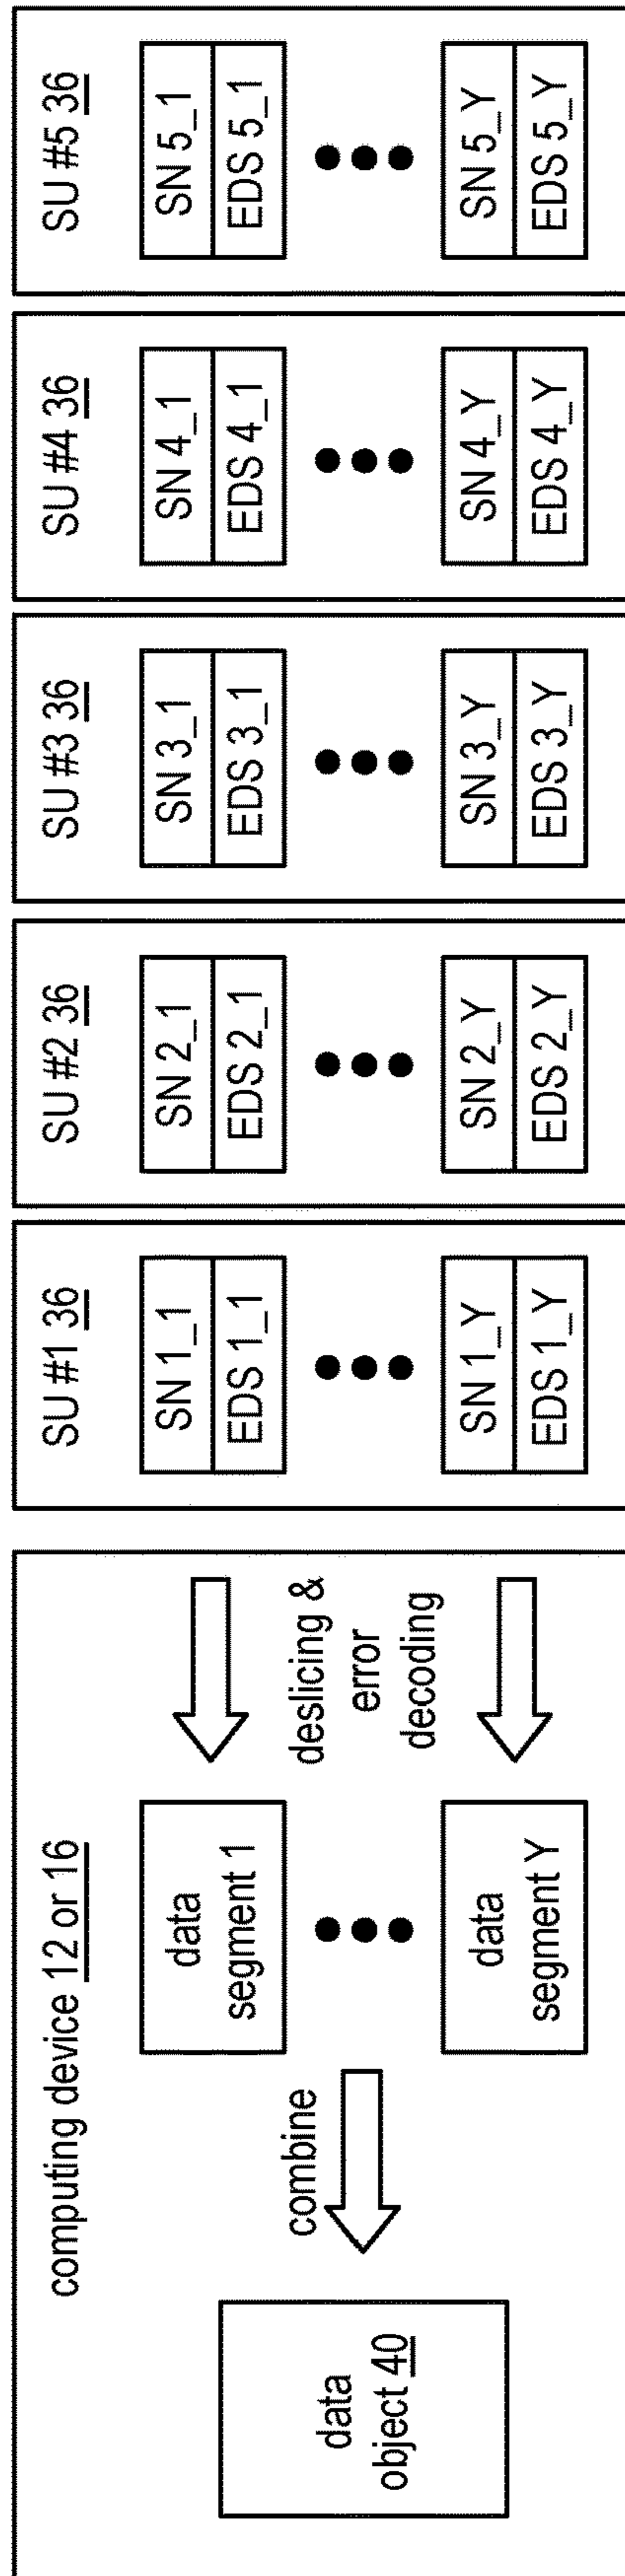 computing device 12 or 16
data
object 40
combine
data
segment 1
data
segment Y
deslicing &
error
decoding
SU #1 36
SN 1_1
EDS 1_1
SN 1_Y
EDS 1_Y
SU #2 36
SN 2_1
EDS 2_1
SN 2_Y
EDS 2_Y
SU #3 36
SN 3_1
EDS 3_1
SN 3_Y
EDS 3_Y
SU #4 36
SN 4_1
EDS 4_1
SN 4_Y
EDS 4_Y
SU #5 36
SN 5_1
EDS 5_1
SN 5_Y
EDS 5_Y